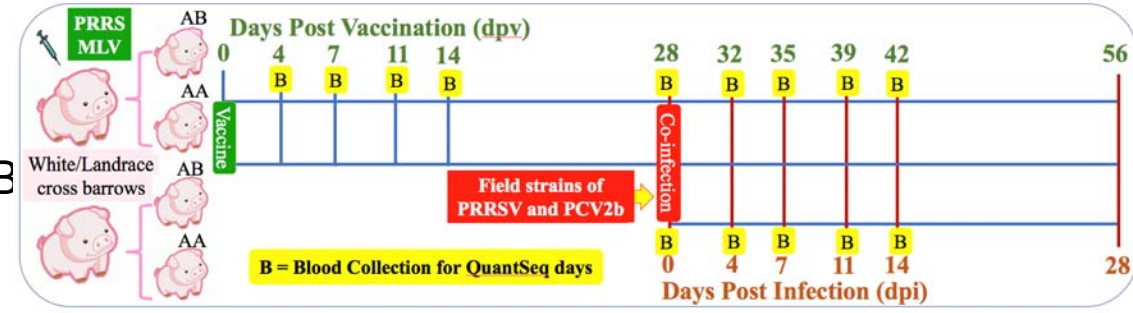 PRRS
MLV
AB
Days Post Vaccination (dpv)
0 4 7 11 14 28 32 35 39 42 56
B B B B B B B B B
AA
Vaccine
Co-infection
B
White/Landrace
cross barrows
AB
Field strains of
PRRSV and PCV2b
AA
B = Blood Collection for QuantSeq days
B B B B B
0 4 7 11 14 28
Days Post Infection (dpi)